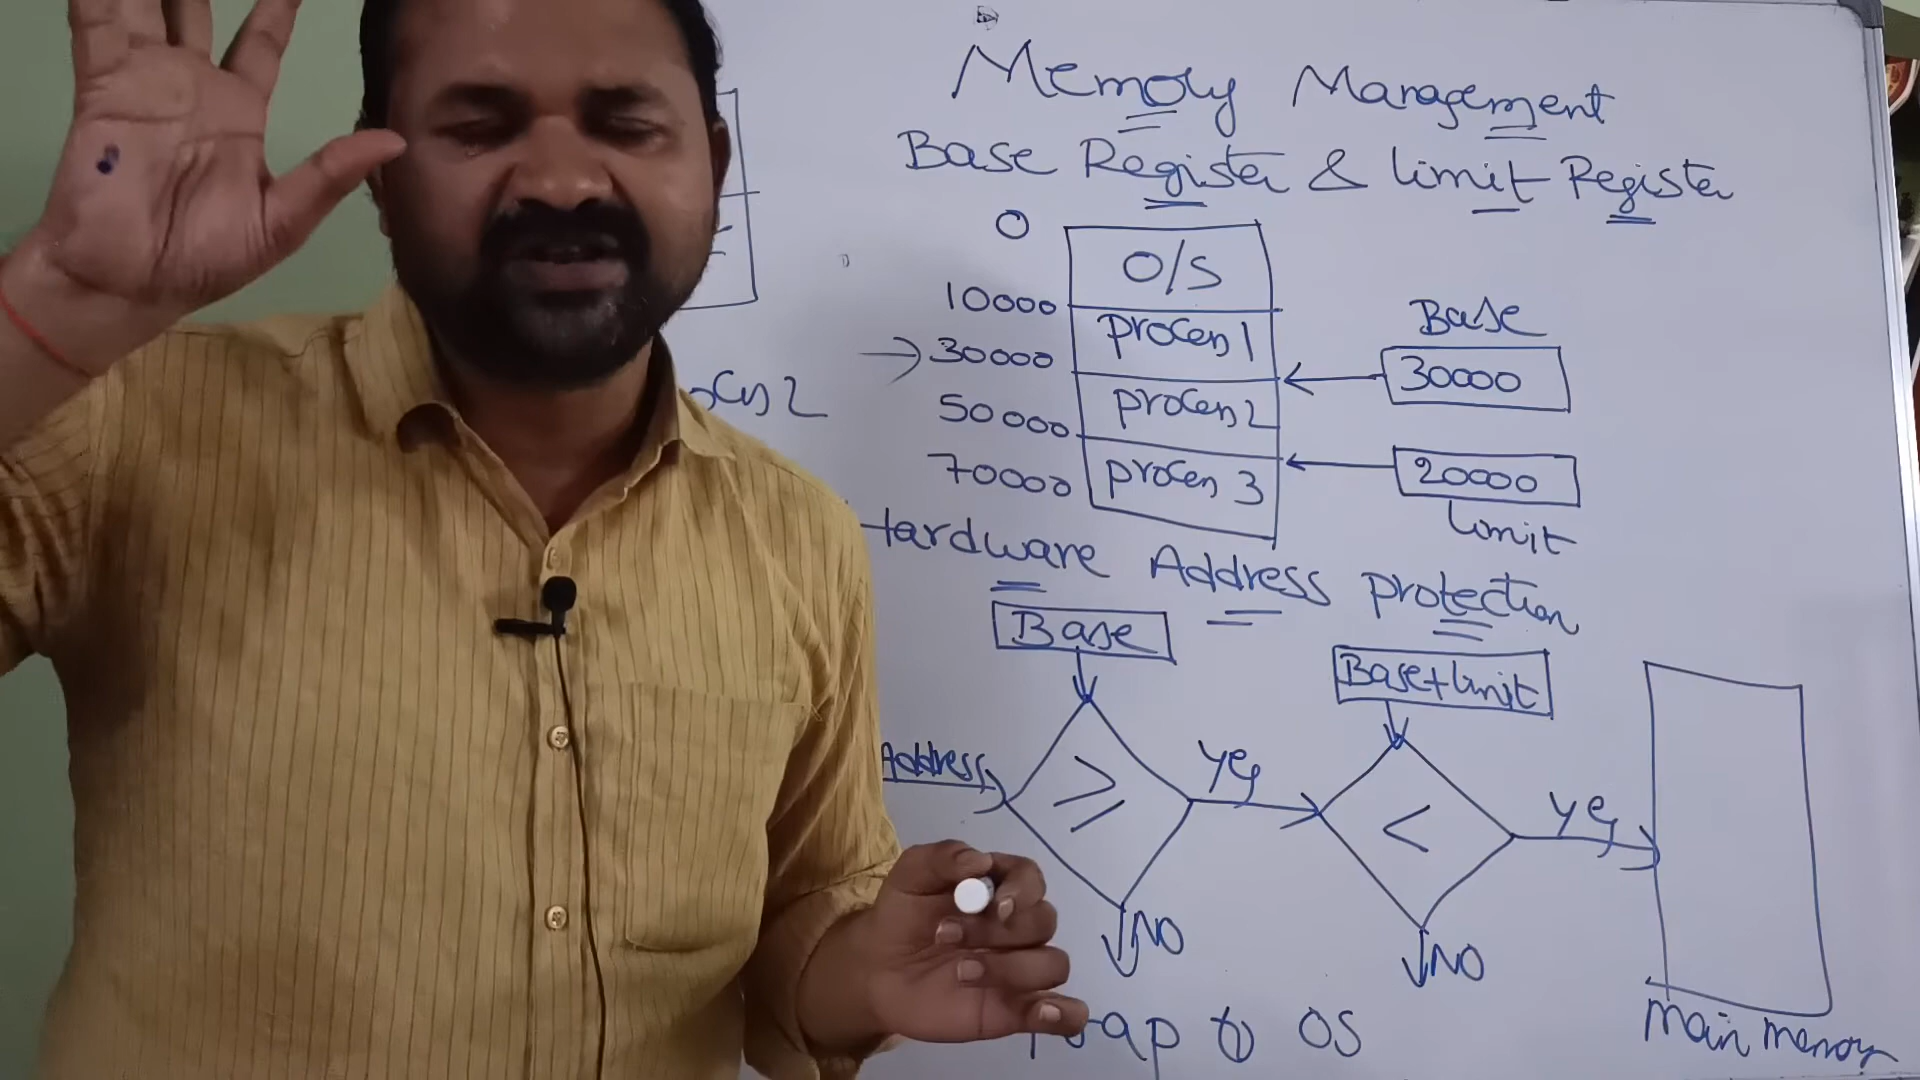 Memory Management
Base Register & limit Register
0
O/S
10000
Process 1
Base
30000
30000
Process 2
50000
20000
70000
Process 3
limit
Hardware Address protection
Base
Base+limit
Address
≥
Yes
<
Yes
NO
NO
Trap to OS
Main memory